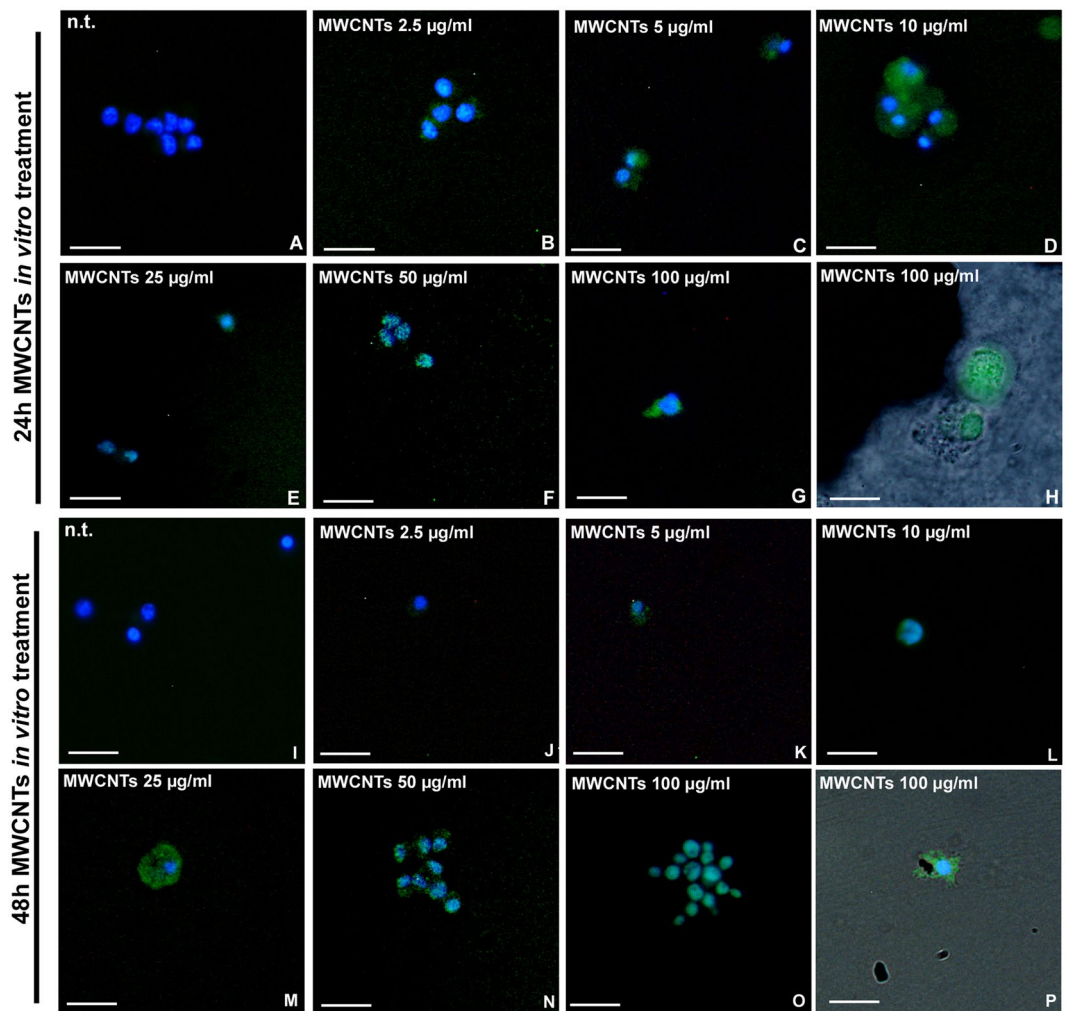 24h MWCNTs in vitro treatment
n.t.
A
MWCNTs 2.5 µg/ml
B
MWCNTs 5 µg/ml
C
MWCNTs 10 µg/ml
D
MWCNTs 25 µg/ml
E
MWCNTs 50 µg/ml
F
MWCNTs 100 µg/ml
G
MWCNTs 100 µg/ml
H
48h MWCNTs in vitro treatment
n.t.
I
MWCNTs 2.5 µg/ml
J
MWCNTs 5 µg/ml
K
MWCNTs 10 µg/ml
L
MWCNTs 25 µg/ml
M
MWCNTs 50 µg/ml
N
MWCNTs 100 µg/ml
O
MWCNTs 100 µg/ml
P